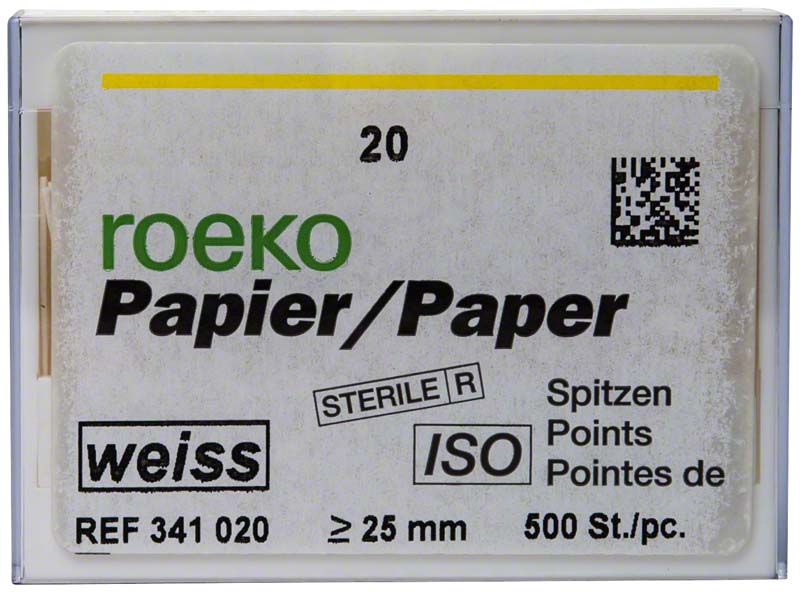 20
roeko
Papier/Paper
STERILE R
Spitzen
weiss
ISO
Points
Pointes de
REF 341 020
≥ 25 mm
500 St./pc.